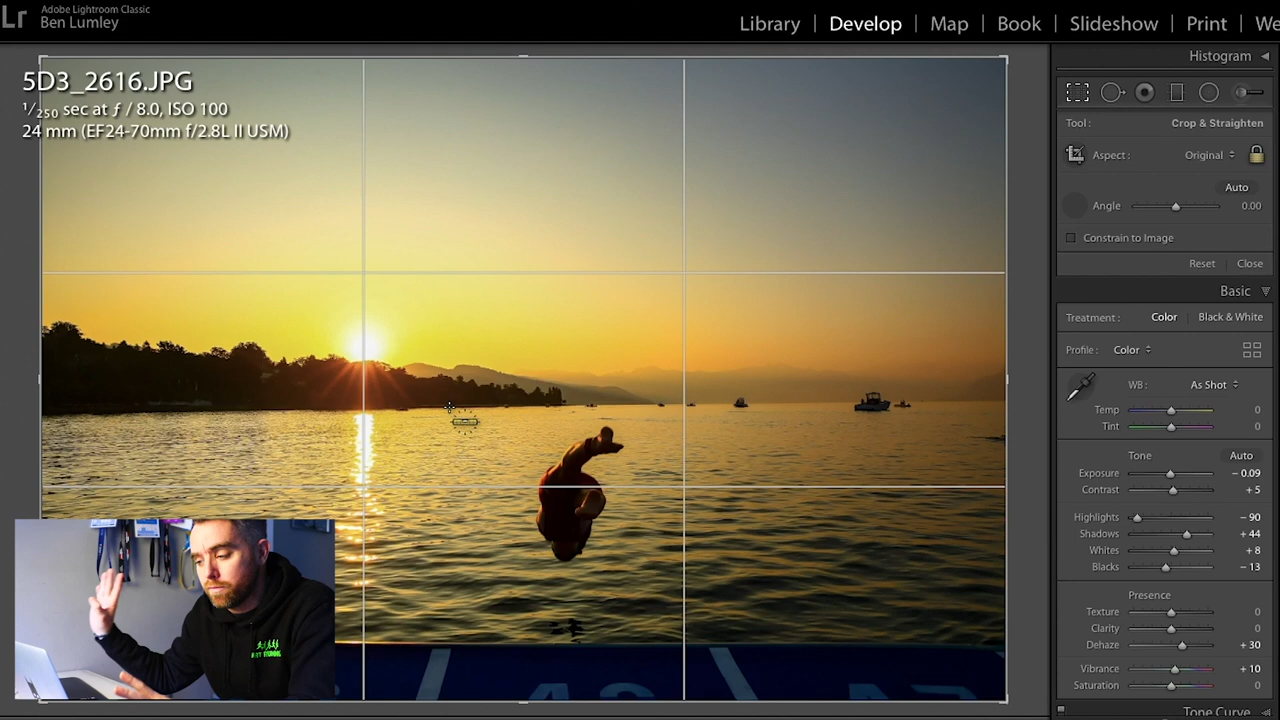 Lr
Adobe Lightroom Classic
Ben Lumley
Library | Develop | Map | Book | Slideshow | Print | We
5D3_2616.JPG
1/250 sec at ƒ / 8.0, ISO 100
24 mm (EF24-70mm f/2.8L II USM)
Histogram
Tool : Crop & Straighten
Aspect : Original
Auto
Angle 0.00
Constrain to Image
Reset Close
Basic
Treatment : Color Black & White
Profile : Color
WB : As Shot
Temp 0
Tint 0
Tone Auto
Exposure − 0.09
Contrast + 5
Highlights − 90
Shadows + 44
Whites + 8
Blacks − 13
Presence
Texture 0
Clarity 0
Dehaze + 30
Vibrance + 10
Saturation 0
Tone Curve